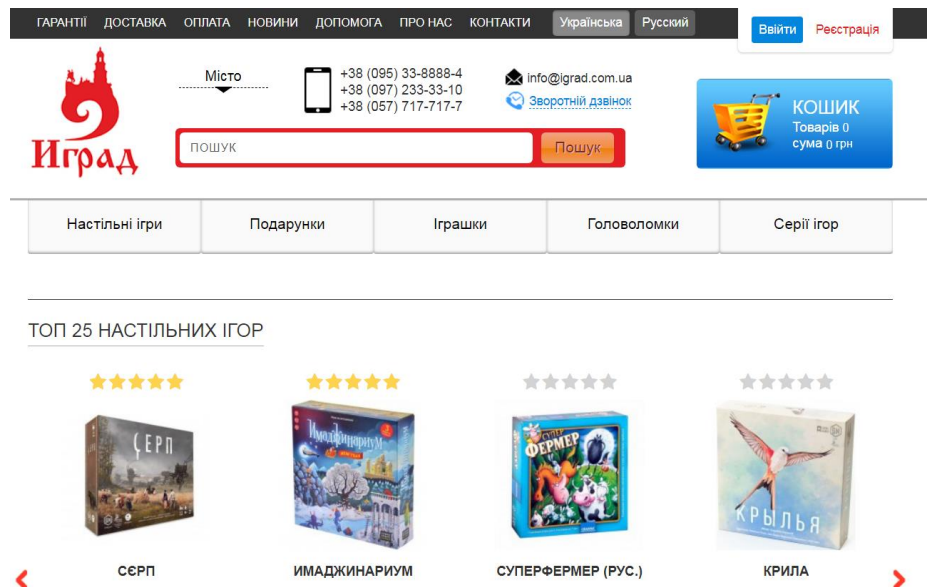 ГАРАНТІЇ ДОСТАВКА ОПЛАТА НОВИНИ ДОПОМОГА ПРО НАС КОНТАКТИ Українська Русский Ввійти Реєстрація
Місто
+38 (095) 33-8888-4
+38 (097) 233-33-10
+38 (057) 717-717-7
info@igrad.com.ua
Зворотній дзвінок
Иград
ПОШУК Пошук
КОШИК
Товарів 0
сума 0 грн
Настільні ігри Подарунки Іграшки Головоломки Серії ігор
ТОП 25 НАСТІЛЬНИХ ІГОР
СЕРП
Имаджинариум
СУПЕР
ФЕРМЕР
КРЫЛЬЯ
СЄРП ИМАДЖИНАРИУМ СУПЕРФЕРМЕР (РУС.) КРИЛА